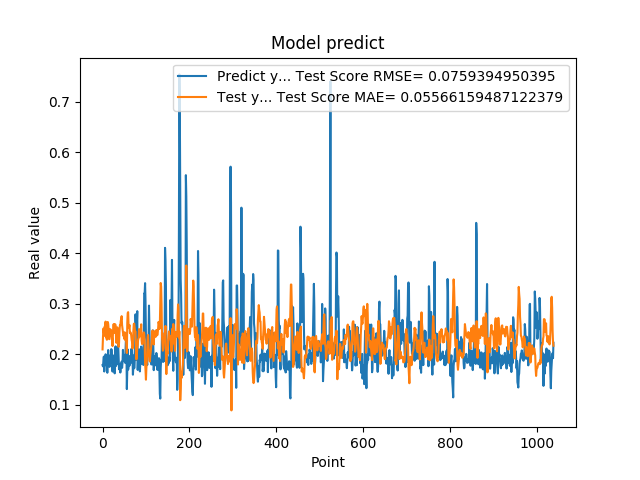 Model predict
Predict y... Test Score RMSE= 0.0759394950395
Test y... Test Score MAE= 0.05566159487122379
Real value
0.7
0.6
0.5
0.4
0.3
0.2
0.1
0 200 400 600 800 1000
Point